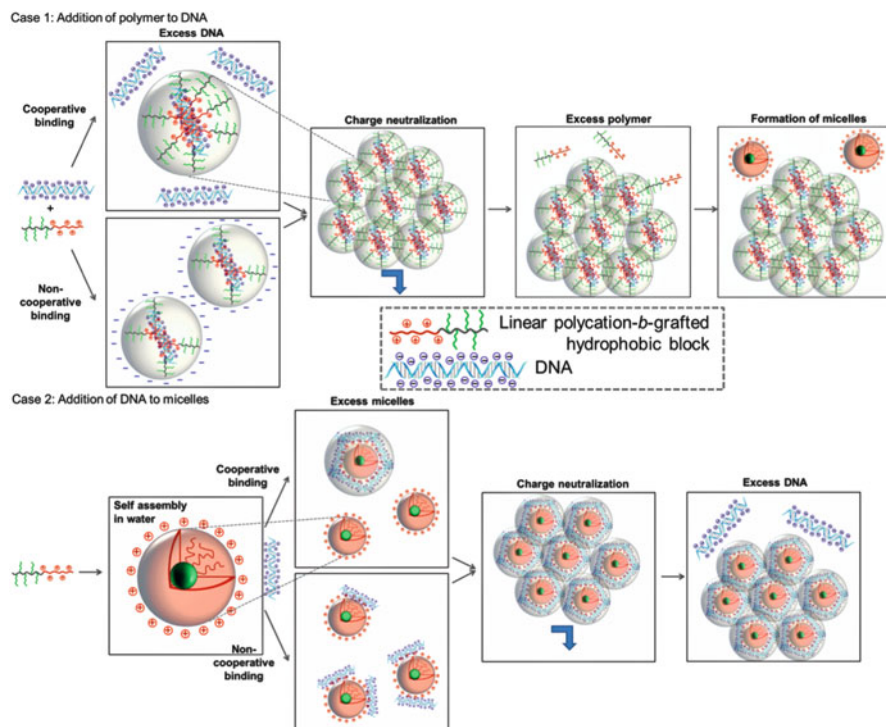 Case 1: Addition of polymer to DNA
Excess DNA
Cooperative
binding
+
Non-
cooperative
binding
Charge neutralization
Excess polymer
Formation of micelles
Linear polycation-b-grafted
hydrophobic block
DNA
Case 2: Addition of DNA to micelles
Excess micelles
Cooperative
binding
Self assembly
in water
Non-
cooperative
binding
Charge neutralization
Excess DNA